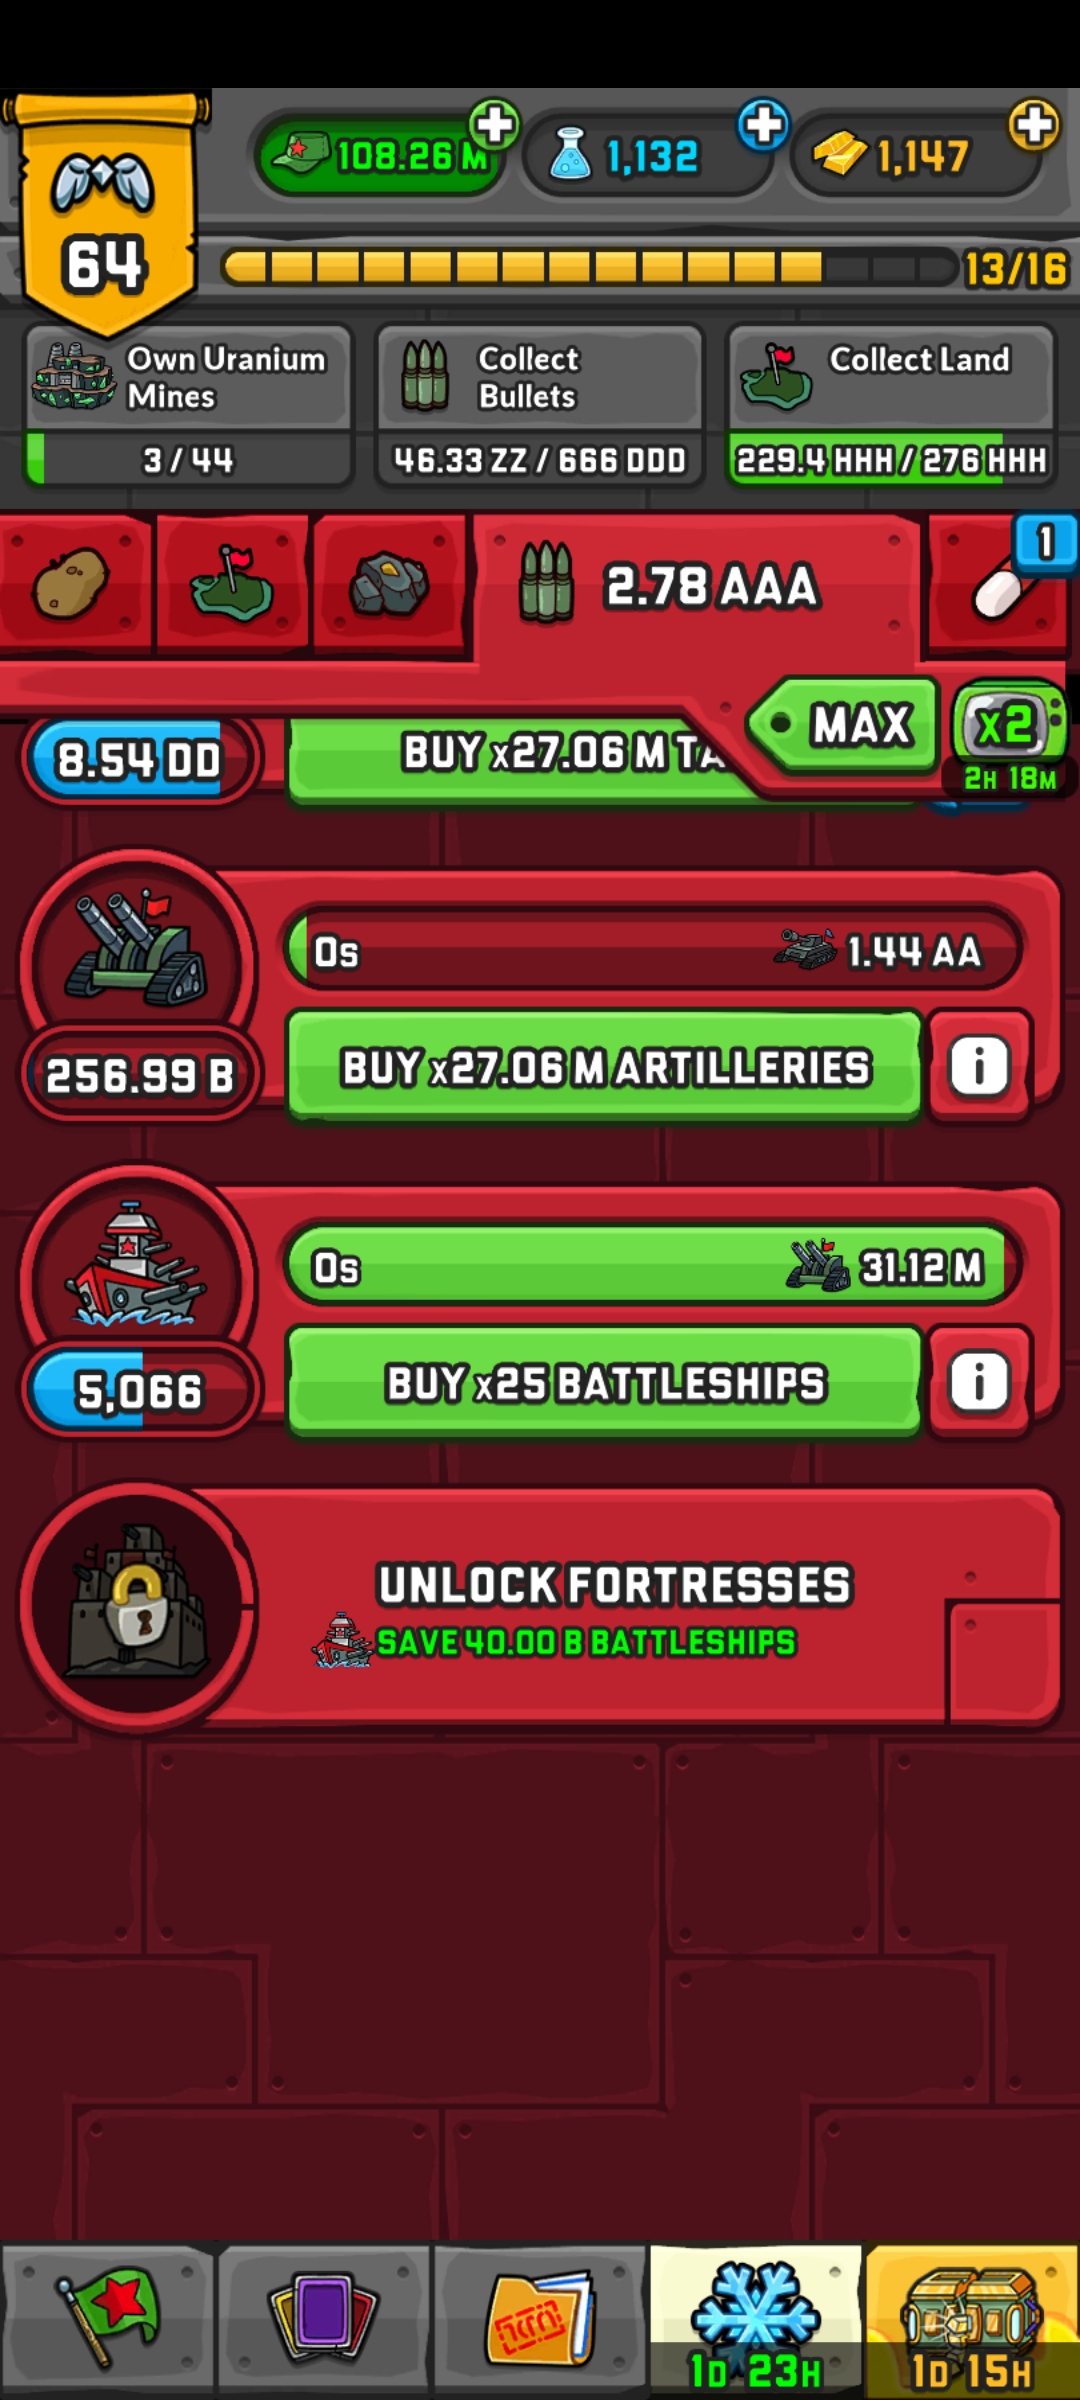 108.26 M
1,132
1,147
64
13/16
Own Uranium
Mines
3 / 44
Collect
Bullets
46.33 ZZ / 666 DDD
Collect Land
229.4 HHH / 276 HHH
2.78 AAA
1
MAX
x2
2H 18M
8.54 DD
BUY x27.06 M TA
0s
1.44 AA
256.99 B
BUY x27.06 M ARTILLERIES
i
0s
31.12 M
5,066
BUY x25 BATTLESHIPS
i
UNLOCK FORTRESSES
SAVE 40.00 B BATTLESHIPS
1D 23H
1D 15H